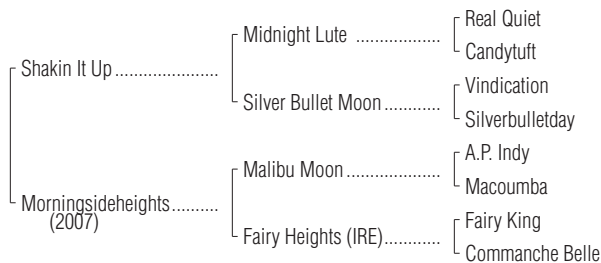 Real Quiet
Midnight Lute ...................
Candytuft
Shakin It Up .......................
Vindication
Silver Bullet Moon ............
Silverbulletday
A.P. Indy
Malibu Moon .....................
Macoumba
Morningsideheights..........
(2007)
Fairy King
Fairy Heights (IRE)............
Commanche Belle